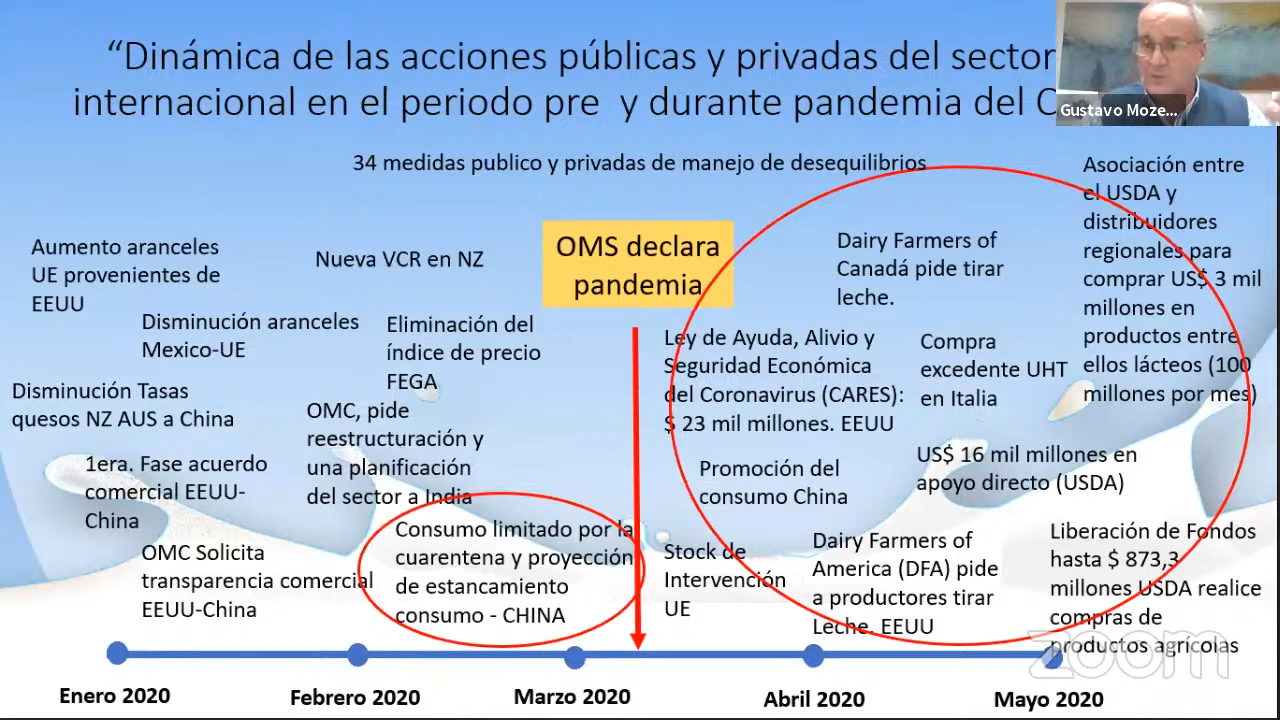 “Dinámica de las acciones públicas y privadas del sector
internacional en el periodo pre y durante pandemia del
Gustavo Moze...
34 medidas publico y privadas de manejo de desequilibrios
Aumento aranceles
UE provenientes de
EEUU
Disminución aranceles
Mexico-UE
Disminución Tasas
quesos NZ AUS a China
1era. Fase acuerdo
comercial EEUU-
China
OMC Solicita
transparencia comercial
EEUU-China
Nueva VCR en NZ
Eliminación del
índice de precio
FEGA
OMC, pide
reestructuración y
una planificación
del sector a India
Consumo limitado por la
cuarentena y proyección
de estancamiento
consumo - CHINA
OMS declara
pandemia
Ley de Ayuda, Alivio y
Seguridad Económica
del Coronavirus (CARES):
$ 23 mil millones. EEUU
Promoción del
consumo China
Stock de
Intervención
UE
Dairy Farmers of
Canadá pide tirar
leche.
Compra
excedente UHT
en Italia
US$ 16 mil millones en
apoyo directo (USDA)
Dairy Farmers of
America (DFA) pide
a productores tirar
Leche. EEUU
Asociación entre
el USDA y
distribuidores
regionales para
comprar US$ 3 mil
millones en
productos entre
ellos lácteos (100
millones por mes)
Liberación de Fondos
hasta $ 873,3
millones USDA realice
compras de
productos agrícolas
zoom
Enero 2020
Febrero 2020
Marzo 2020
Abril 2020
Mayo 2020